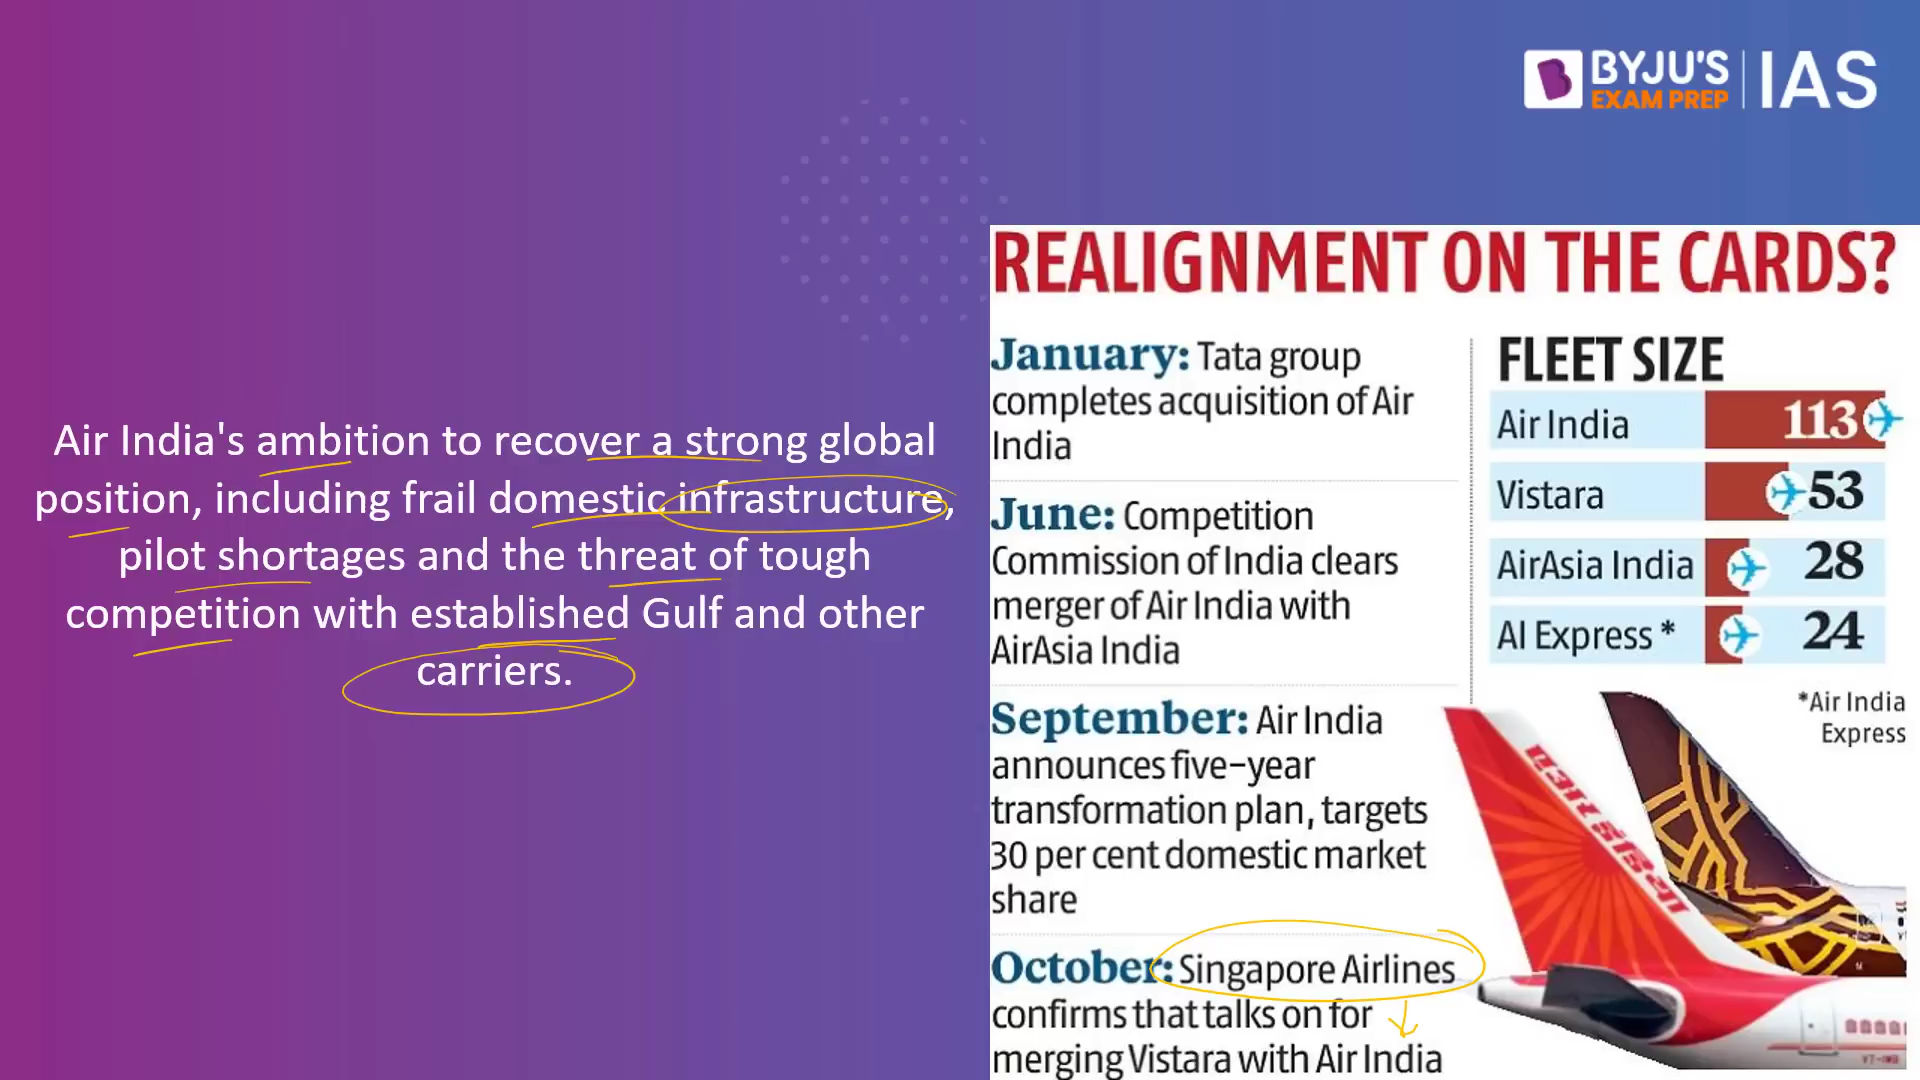 BYJU'S
EXAM PREP
IAS
Air India's ambition to recover a strong global
position, including frail domestic infrastructure,
pilot shortages and the threat of tough
competition with established Gulf and other
carriers.
REALIGNMENT ON THE CARDS?
January: Tata group
completes acquisition of Air
India
June: Competition
Commission of India clears
merger of Air India with
AirAsia India
September: Air India
announces five-year
transformation plan, targets
30 per cent domestic market
share
October: Singapore Airlines
confirms that talks on for
merging Vistara with Air India
FLEET SIZE
Air India 113
Vistara 53
AirAsia India 28
AI Express * 24
*Air India
Express